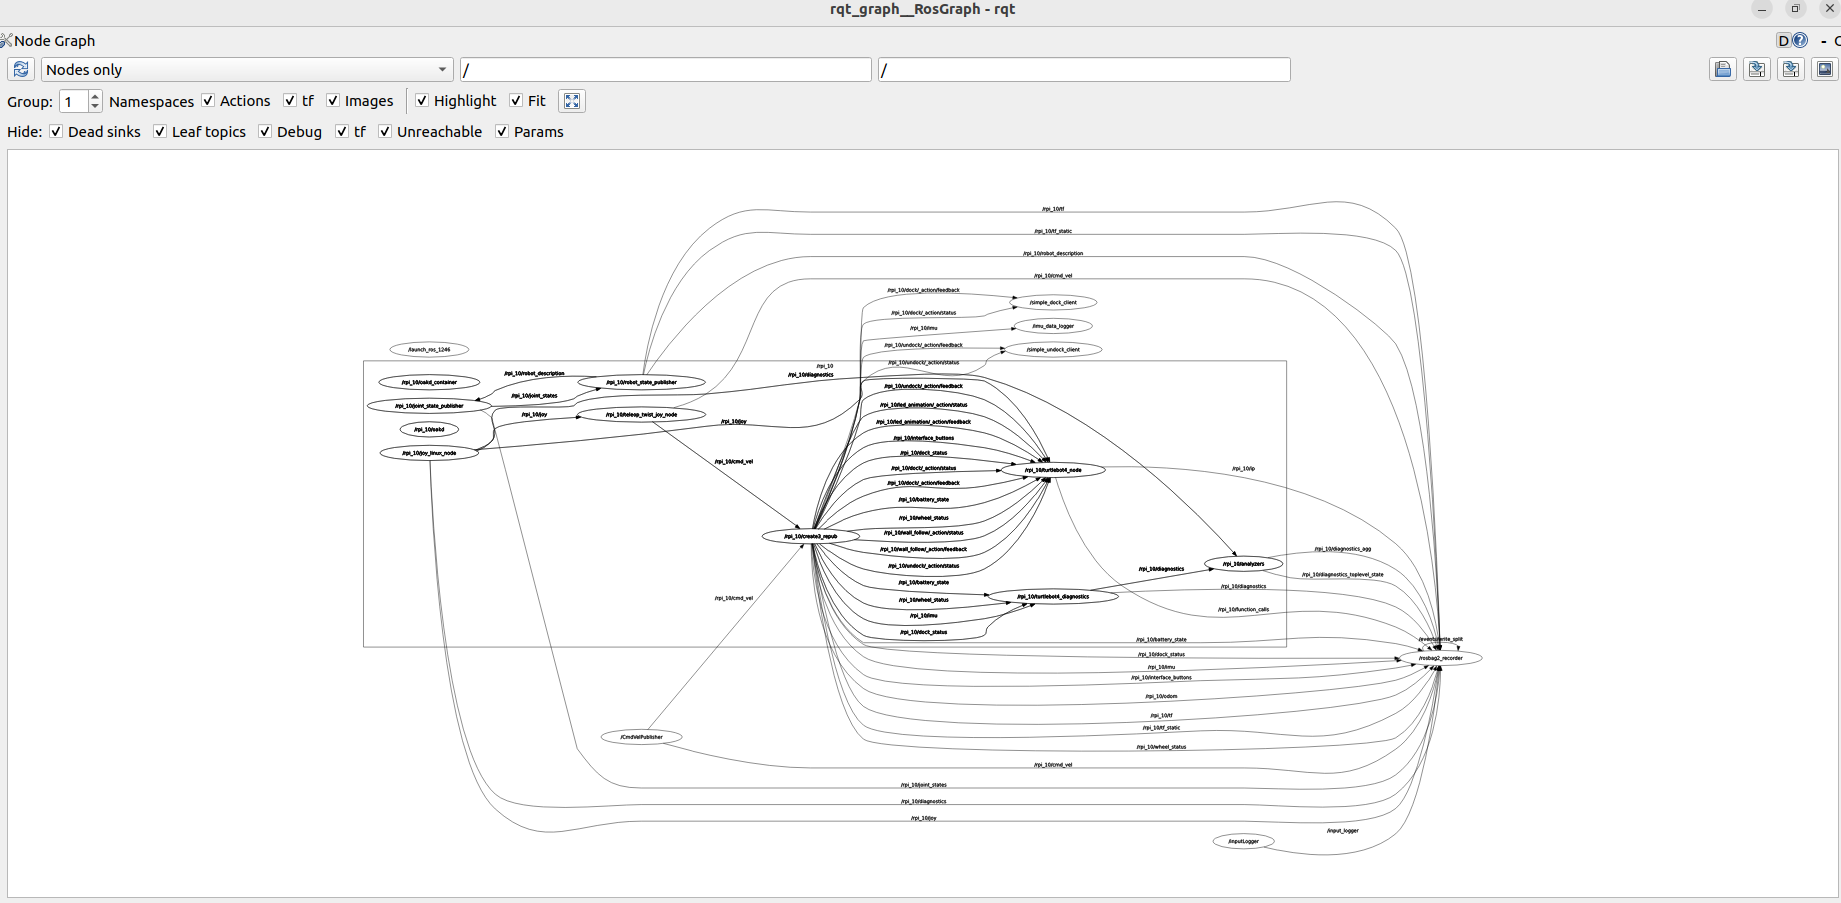 rqt_graph__RosGraph - rqt
Node Graph
D
- C
Nodes only
/
/
Group: 1 Namespaces Actions tf Images Highlight Fit
Hide: Dead sinks Leaf topics Debug tf Unreachable Params
/rpi_10/tf
/rpi_10/tf_static
/rpi_10/robot_description
/rpi_10/cmd_vel
/rpi_10/dock/_action/feedback
/simple_dock_client
/rpi_10/dock/_action/status
/rpi_10/imu
/imu_data_logger
/rpi_10/undock/_action/feedback
/simple_undock_client
/launch_ros_1246
/rpi_10/undock/_action/status
rpi_10
/rpi_10/diagnostics
/rpi_10/robot_description
/rpi_10/oakd_container
/rpi_10/robot_state_publisher
/rpi_10/undock/_action/feedback
/rpi_10/joint_states
/rpi_10/joint_state_publisher
/rpi_10/led_animation/_action/status
/rpi_10/joy
/rpi_10/teleop_twist_joy_node
/rpi_10/joy
/rpi_10/led_animation/_action/feedback
/rpi_10/oakd
/rpi_10/interface_buttons
/rpi_10/joy_linux_node
/rpi_10/dock_status
/rpi_10/cmd_vel
/rpi_10/dock/_action/status
/rpi_10/turtlebot4_node
/rpi_10/ip
/rpi_10/dock/_action/feedback
/rpi_10/battery_state
/rpi_10/wheel_status
/rpi_10/create3_repub
/rpi_10/wall_follow/_action/status
/rpi_10/wall_follow/_action/feedback
/rpi_10/diagnostics_agg
/rpi_10/undock/_action/status
/rpi_10/analyzers
/rpi_10/diagnostics
/rpi_10/diagnostics_toplevel_state
/rpi_10/battery_state
/rpi_10/diagnostics
/rpi_10/cmd_vel
/rpi_10/wheel_status
/rpi_10/turtlebot4_diagnostics
/rpi_10/function_calls
/rpi_10/imu
/rpi_10/dock_status
/rpi_10/battery_state
/events/write_split
/rpi_10/dock_status
/rosbag2_recorder
/rpi_10/imu
/rpi_10/interface_buttons
/rpi_10/odom
/rpi_10/tf
/rpi_10/tf_static
/CmdVelPublisher
/rpi_10/wheel_status
/rpi_10/cmd_vel
/rpi_10/joint_states
/rpi_10/diagnostics
/rpi_10/joy
/input_logger
/InputLogger